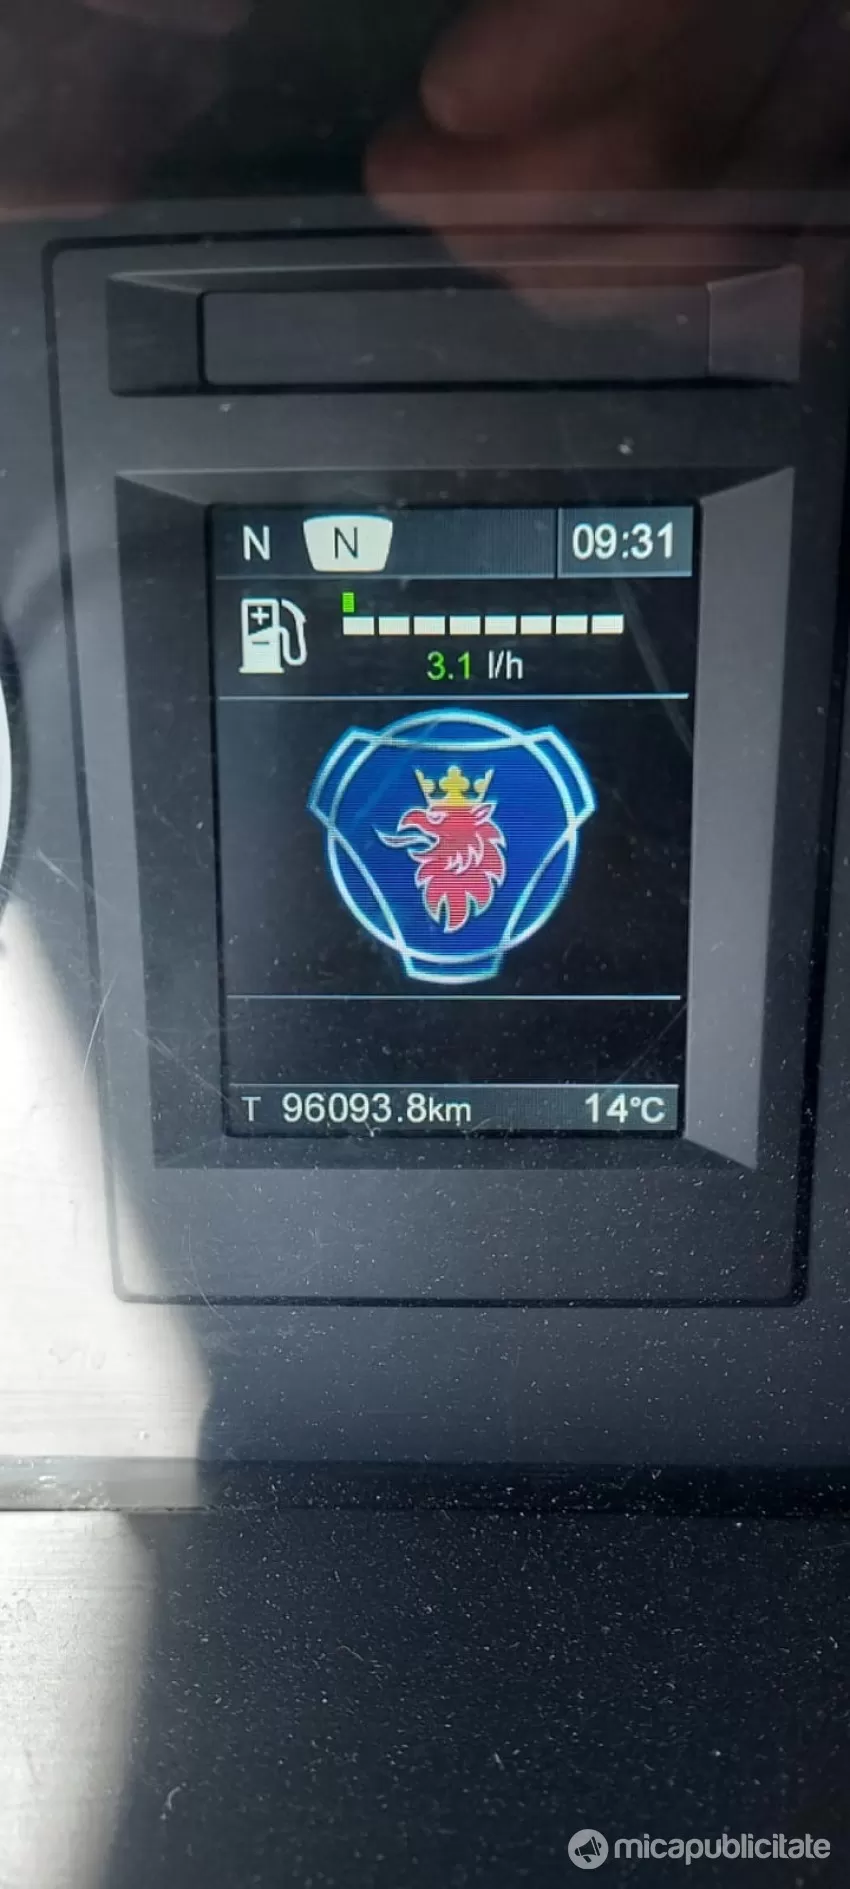 N N 09:31
3.1 l/h
T 96093.8km 14°C
micapublicitate